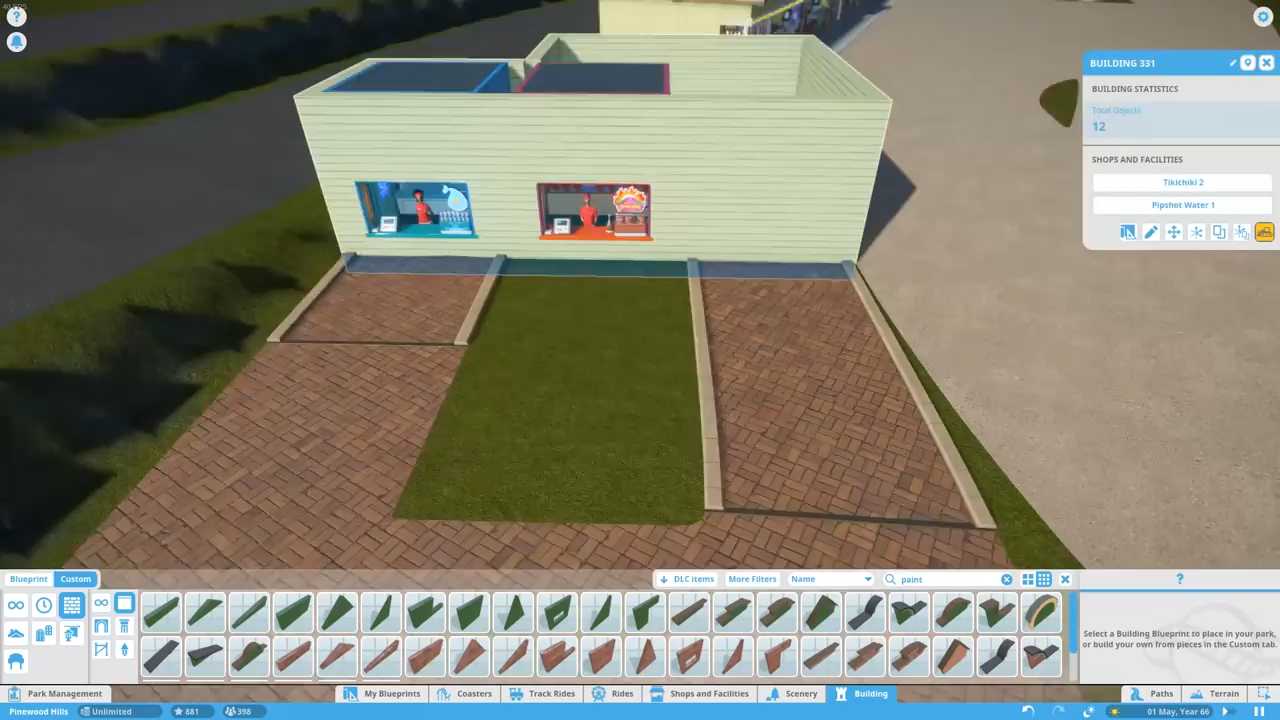 40 FPS
?
BUILDING 331
BUILDING STATISTICS
Total Objects
12
SHOPS AND FACILITIES
Tikichiki 2
Pipshot Water 1
Blueprint
Custom
DLC items
More Filters
Name
paint
?
Select a Building Blueprint to place in your park,
or build your own from pieces in the Custom tab.
Park Management
My Blueprints
Coasters
Track Rides
Rides
Shops and Facilities
Scenery
Building
Paths
Terrain
Pinewood Hills
Unlimited
881
398
01 May, Year 66